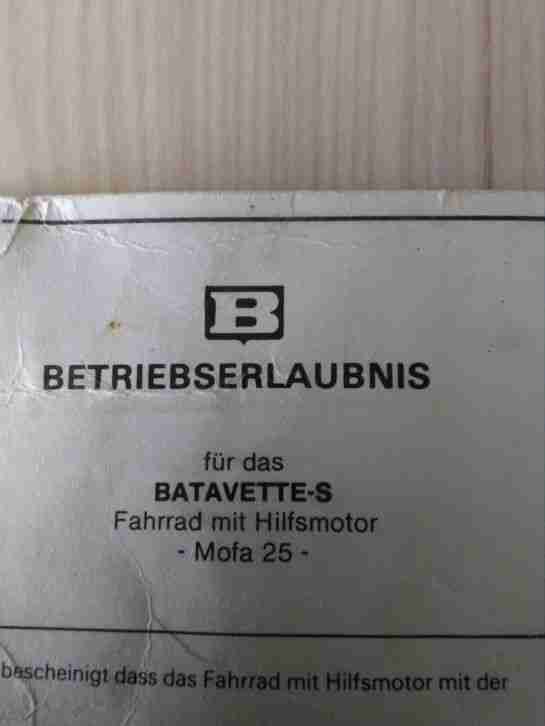 B
BETRIEBSERLAUBNIS
für das
BATAVETTE-S
Fahrrad mit Hilfsmotor
- Mofa 25 -
bescheinigt dass das Fahrrad mit Hilfsmotor mit der